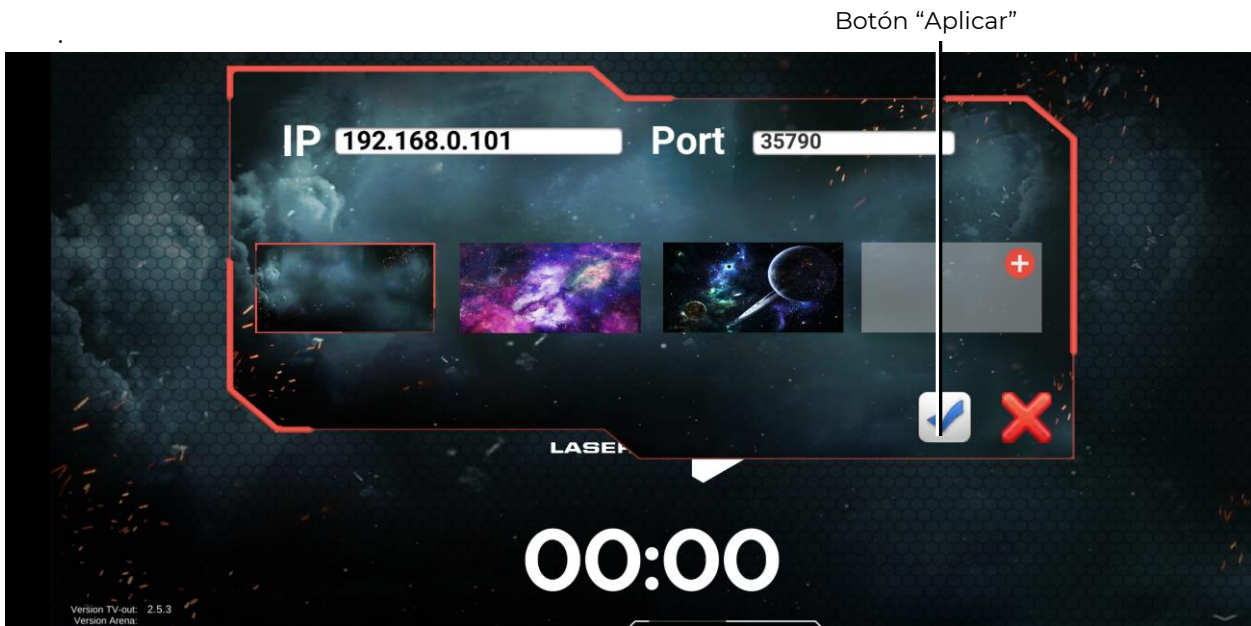 Botón “Aplicar”
IP 192.168.0.101 Port 35790
LASER
00:00
Version TV-out: 2.5.3
Version Arena: